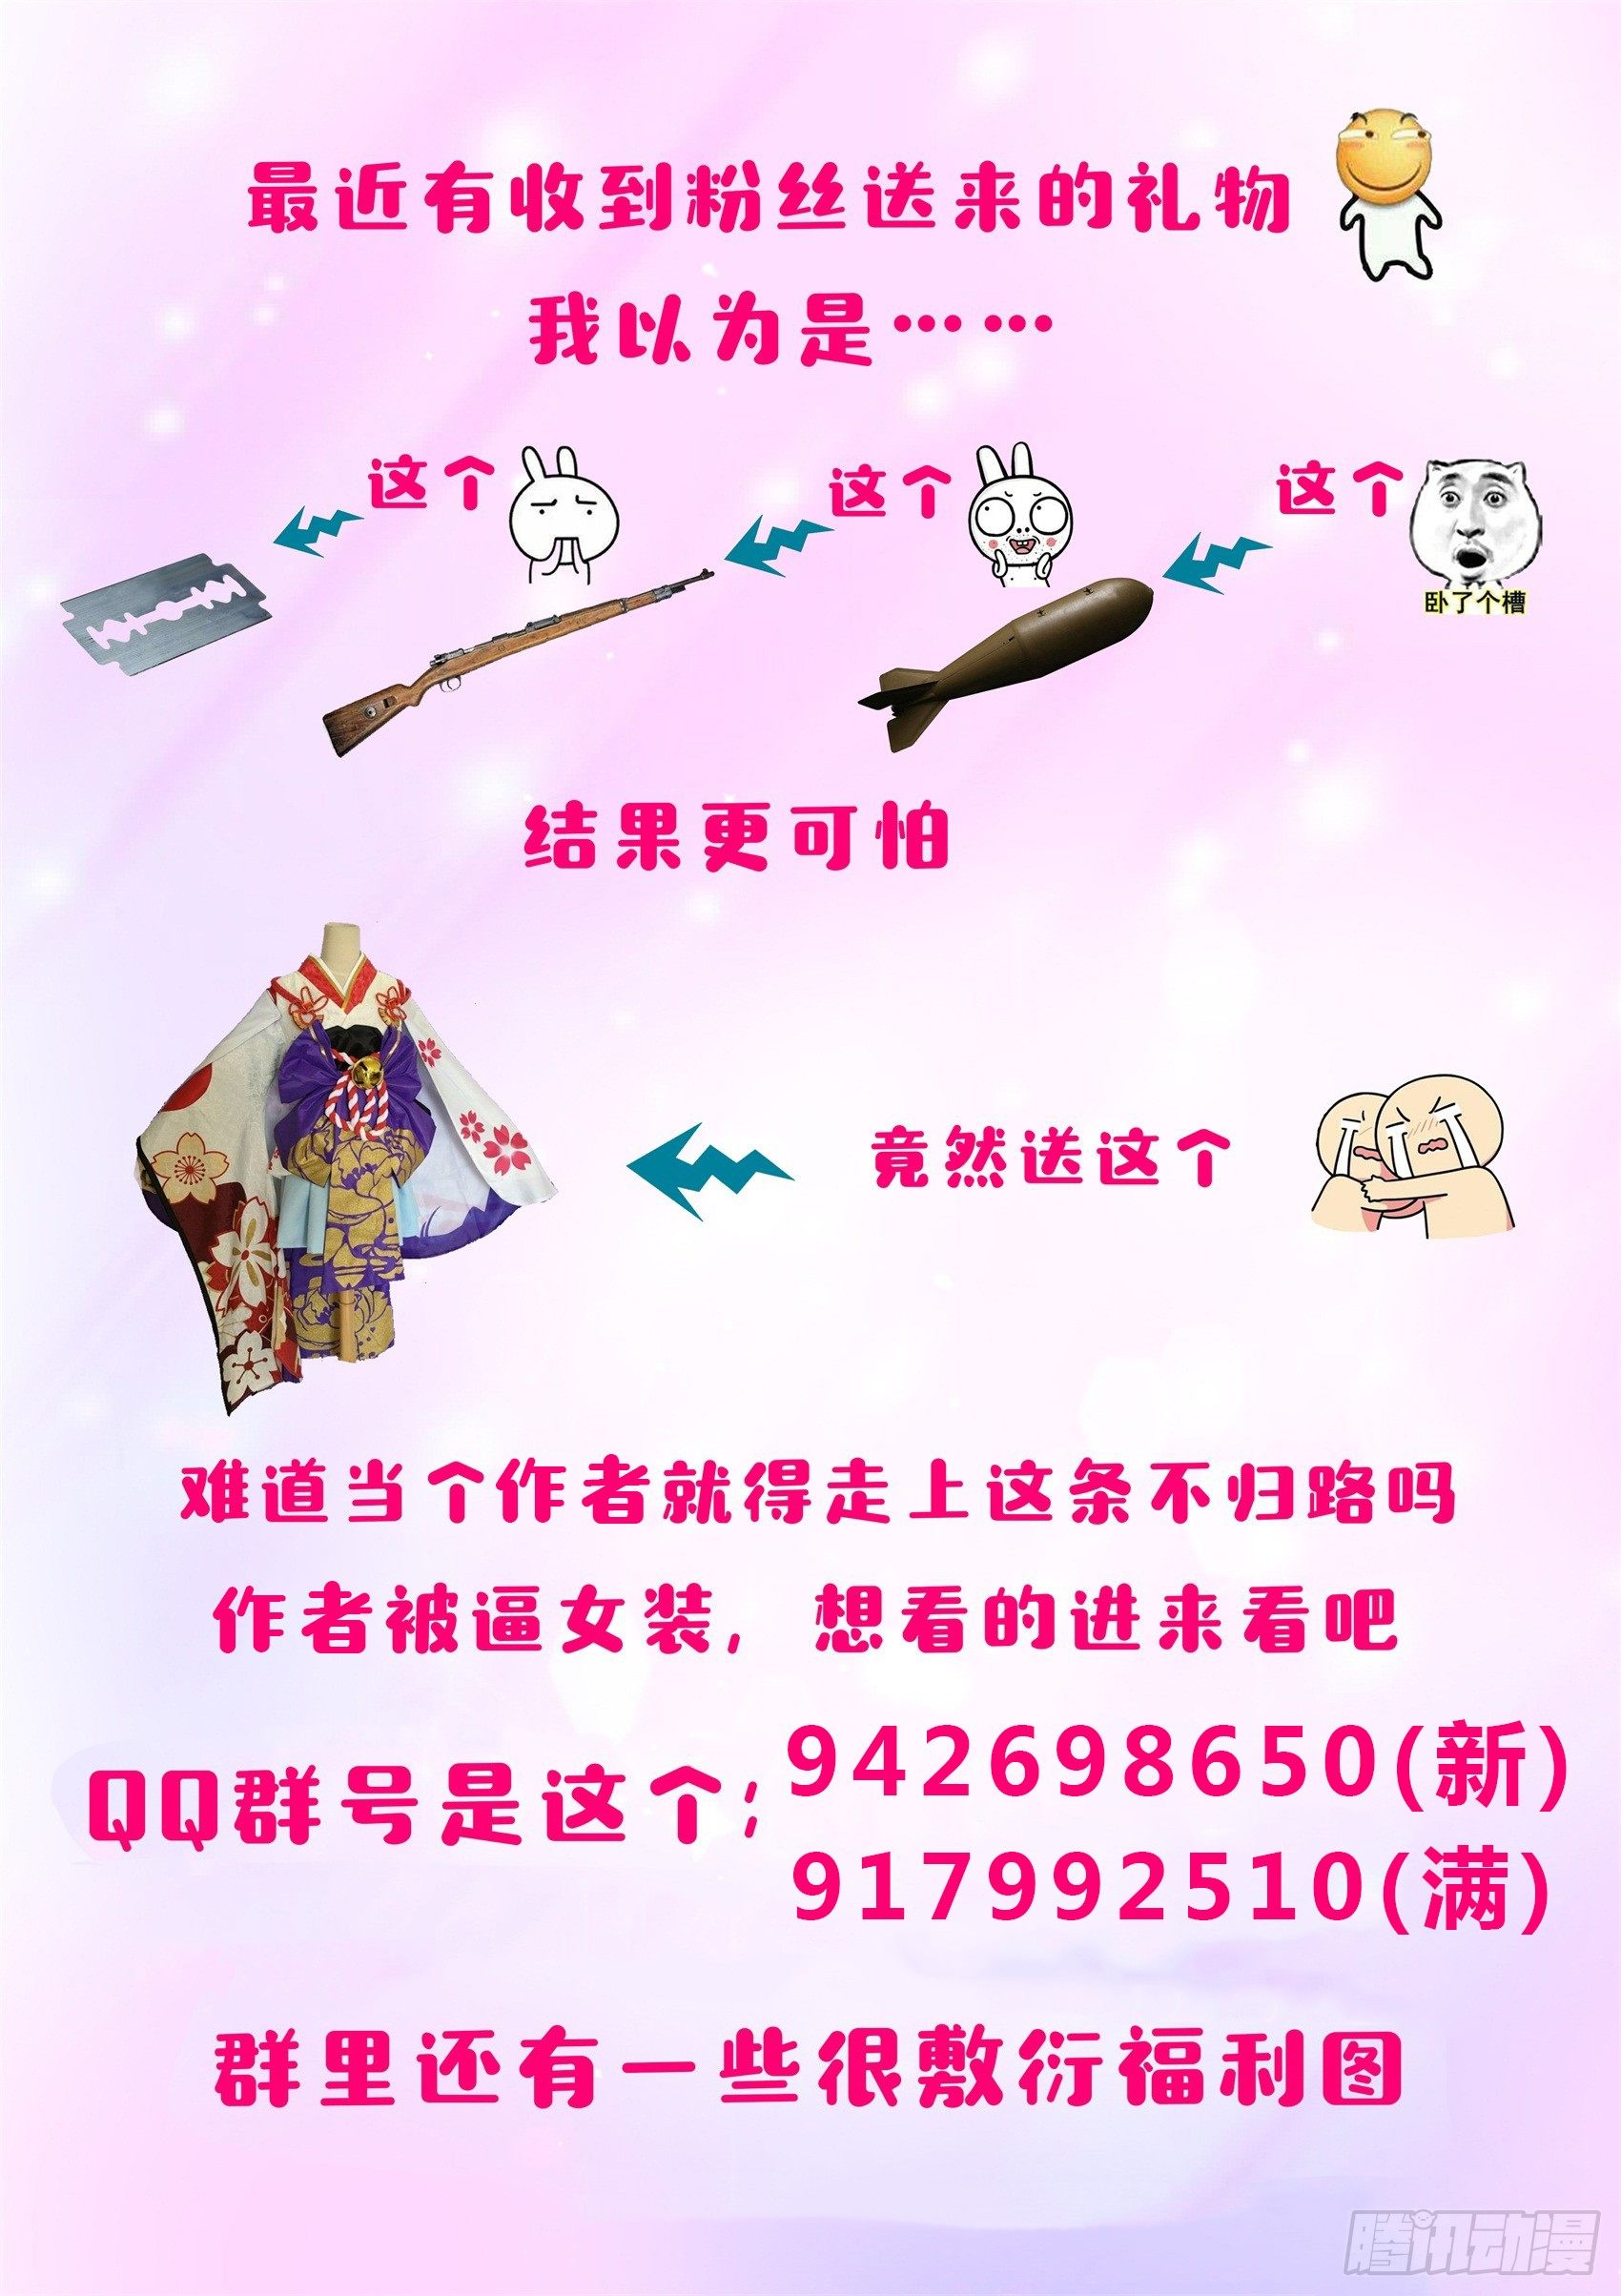 最近有收到粉丝送来的礼物
我以为是……
这个
这个
这个
卧了个槽
结果更可怕
竟然送这个
难道当个作者就得走上这条不归路吗
作者被逼女装，想看的进来看吧
QQ群号是这个；
942698650(新)
917992510(满)
群里还有一些很敷衍福利图
腾讯动漫